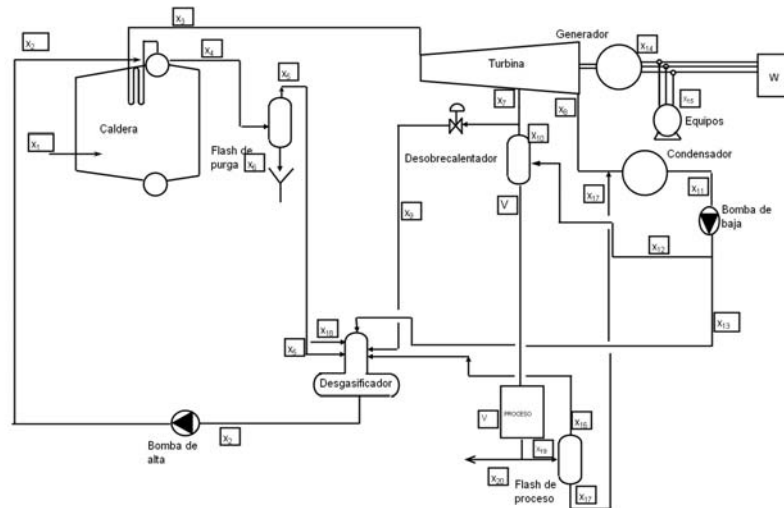 x₃
Generador
x₂
x₄
x₁₄
Turbina
W
x₅
x₇
x₈
x₁₅
Equipos
Caldera
x₁₀
Condensador
Flash de
purga
x₆
Desobrecalentador
x₁
x₁₇
x₁₁
x₉
V
Bomba de
baja
x₁₂
x₁₈
x₁₃
x₅
Desgasificador
V
PROCESO
x₁₆
x₁₉
Bomba de
alta
x₂
x₂₀
Flash de
proceso
x₁₇